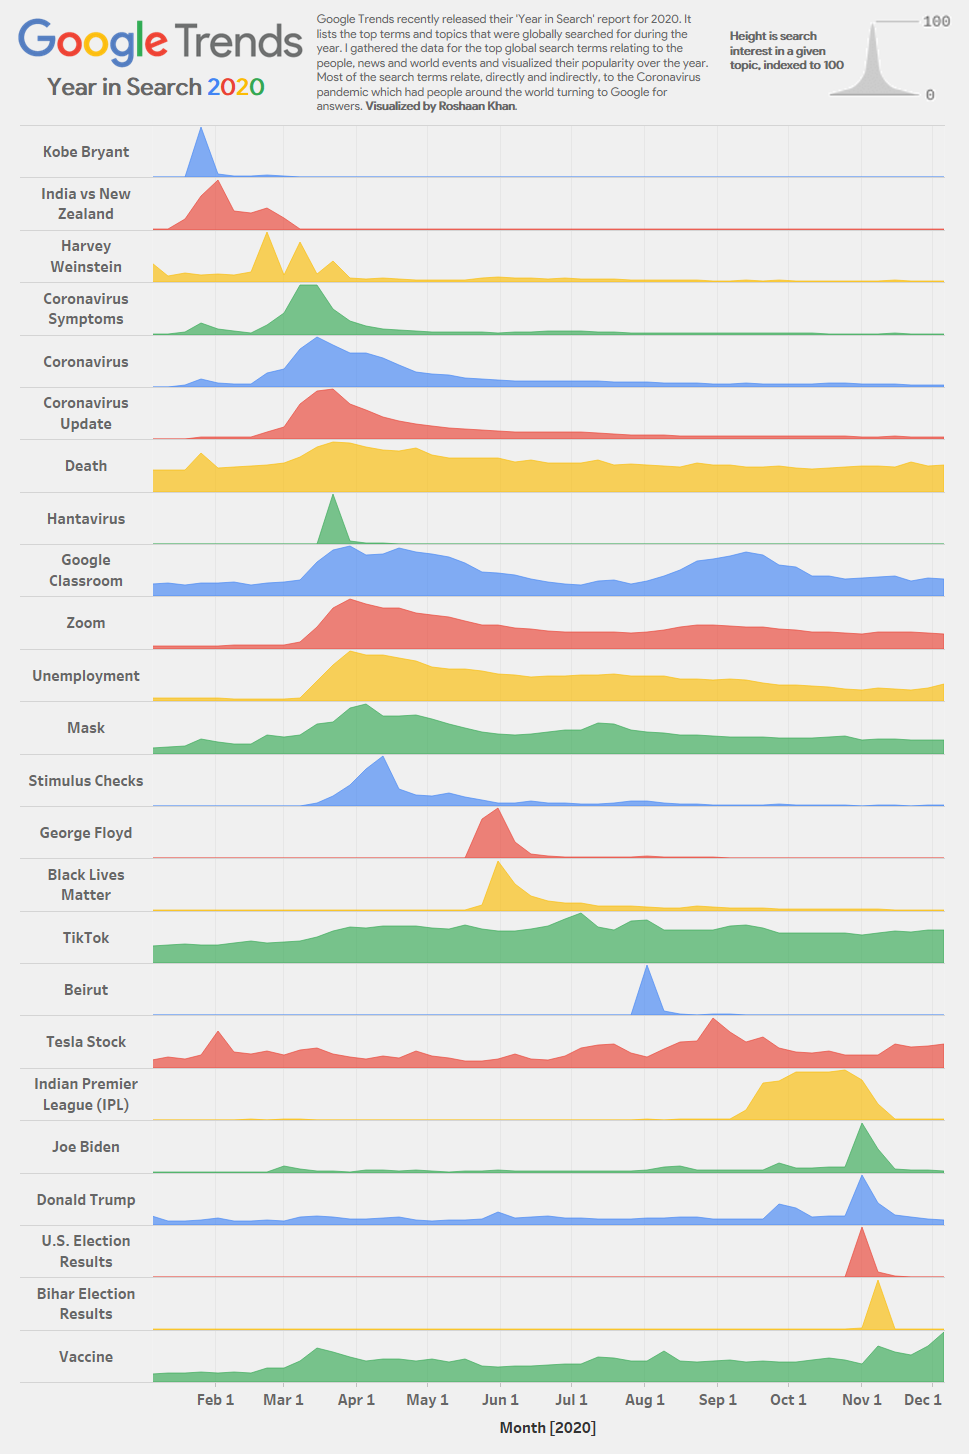 Google Trends
Year in Search 2020
Google Trends recently released their 'Year in Search' report for 2020. It
lists the top terms and topics that were globally searched for during the
year. I gathered the data for the top global search terms relating to the
people, news and world events and visualized their popularity over the year.
Most of the search terms relate, directly and indirectly, to the Coronavirus
pandemic which had people around the world turning to Google for
answers. Visualized by Roshaan Khan.
Height is search
interest in a given
topic, indexed to 100
100
0
Kobe Bryant
India vs New
Zealand
Harvey
Weinstein
Coronavirus
Symptoms
Coronavirus
Coronavirus
Update
Death
Hantavirus
Google
Classroom
Zoom
Unemployment
Mask
Stimulus Checks
George Floyd
Black Lives
Matter
TikTok
Beirut
Tesla Stock
Indian Premier
League (IPL)
Joe Biden
Donald Trump
U.S. Election
Results
Bihar Election
Results
Vaccine
Feb 1 Mar 1 Apr 1 May 1 Jun 1 Jul 1 Aug 1 Sep 1 Oct 1 Nov 1 Dec 1
Month [2020]